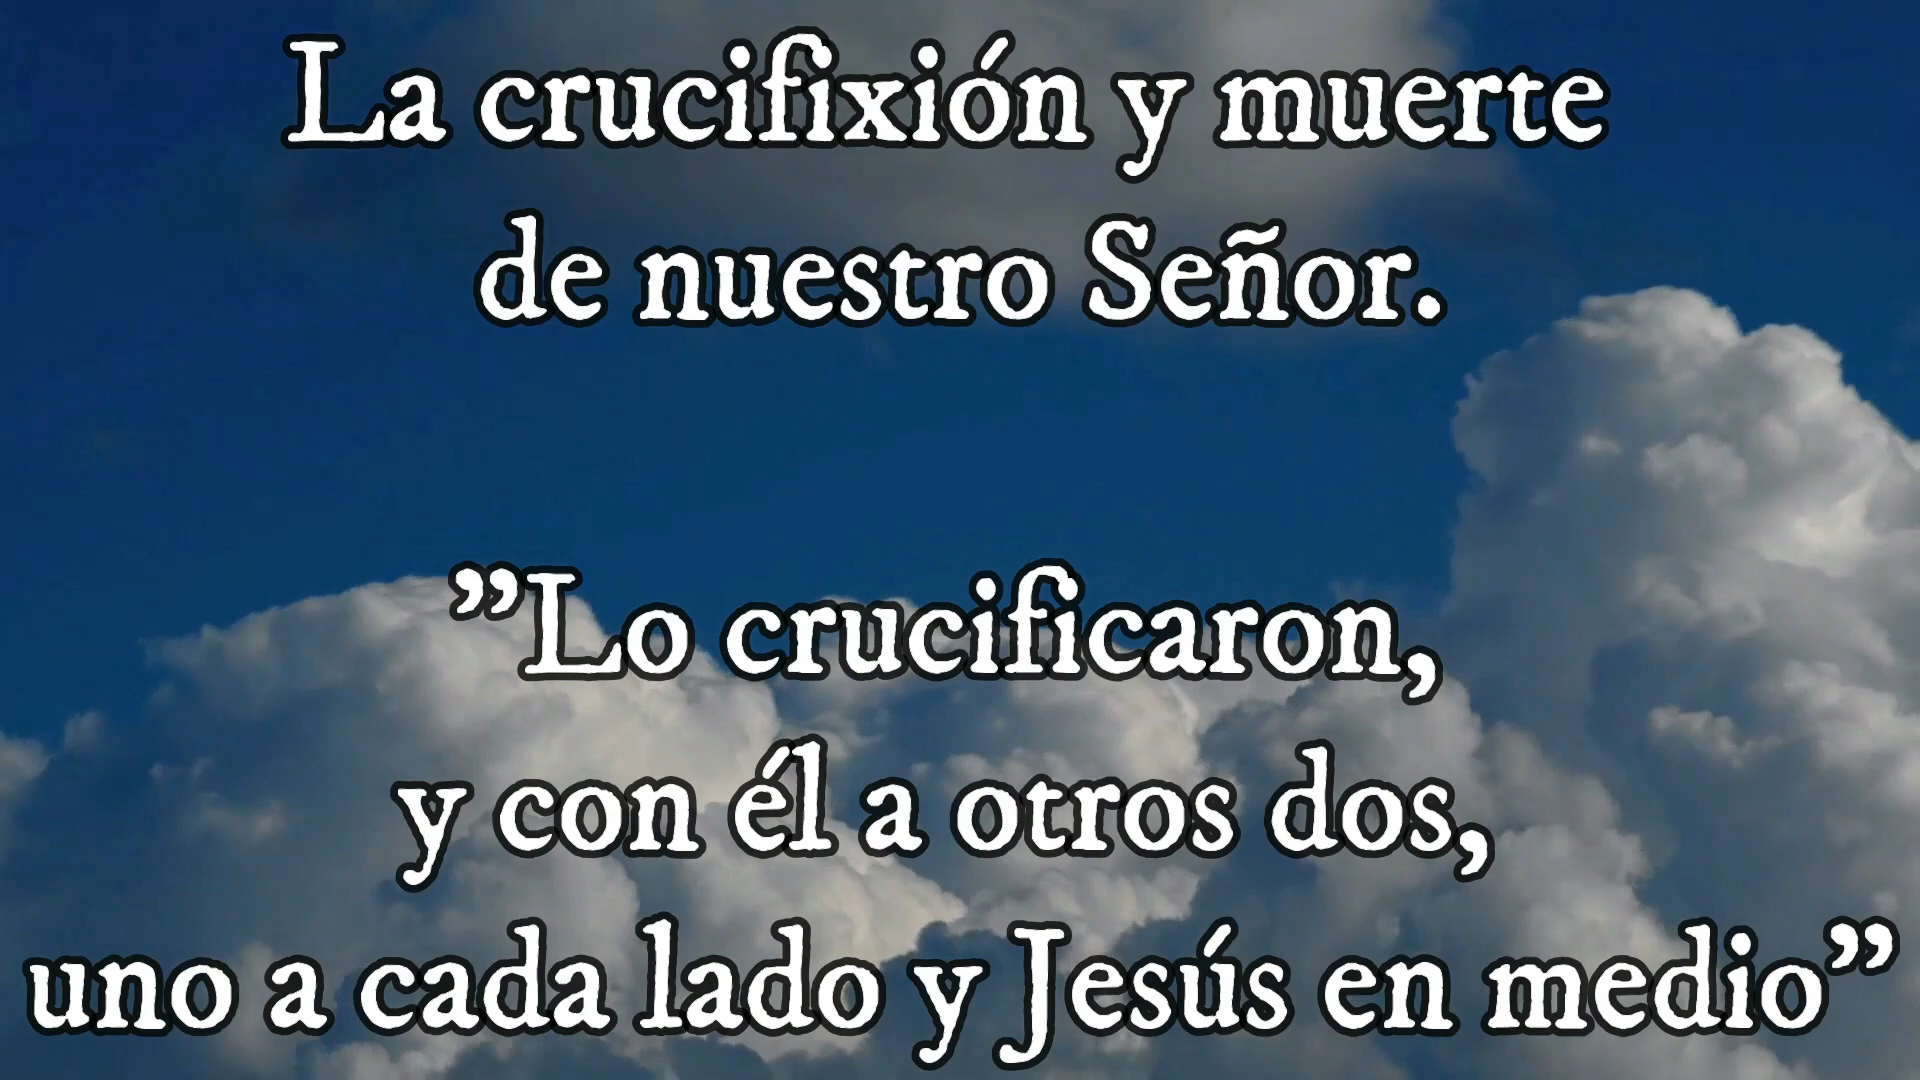 La crucifixión y muerte
de nuestro Señor.
”Lo crucificaron,
y con él a otros dos,
uno a cada lado y Jesús en medio”